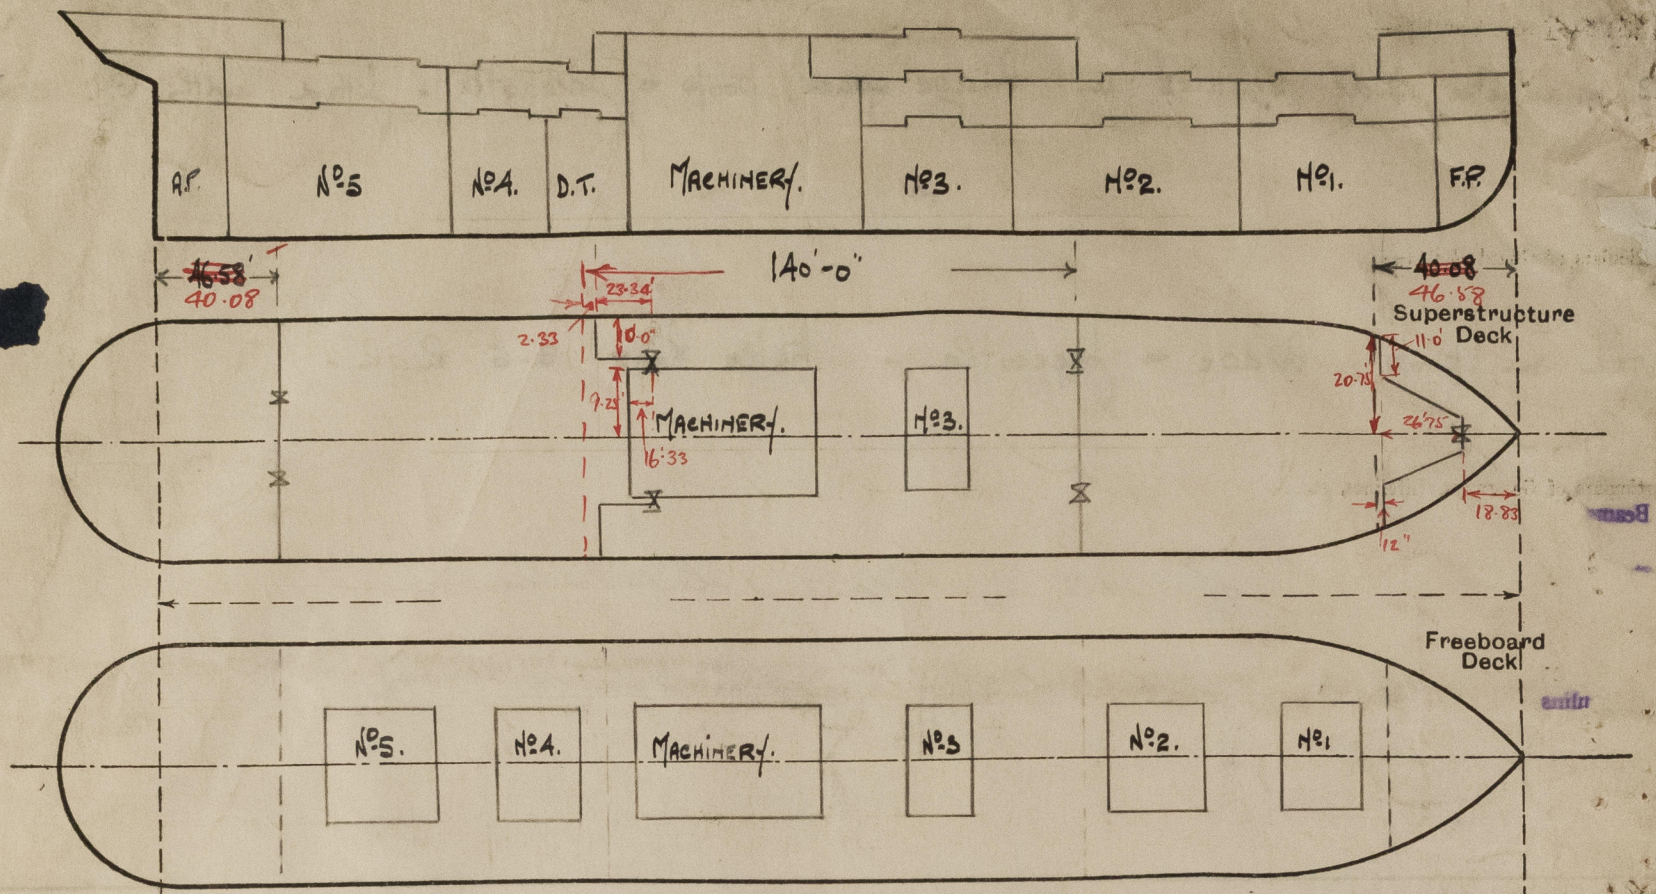 A.P. Nº5 Nº4. D.T. MACHINERY. Nº3. Nº2. Nº1. F.P.
46.58' 140'-0" 40.08
40.08 23.34' 46.58
Superstructure
Deck
2.33 10.0" 11.0'
20.75'
9.25' MACHINERY. Nº3. 26.75
16.33
18.83
12"
Beams
Freeboard
Deck
Nº5. Nº4. MACHINERY. Nº3 Nº2. Nº1